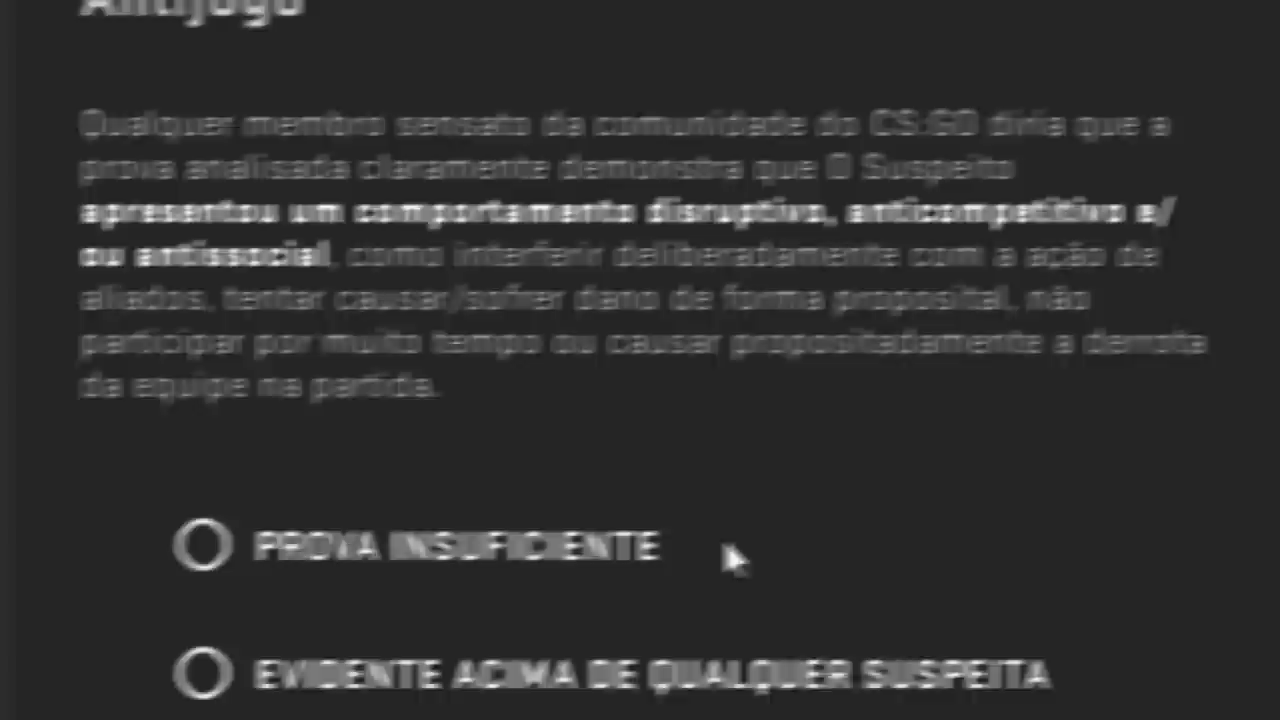 Antijogo
Qualquer membro sensato da comunidade do CS:GO diria que a
prova analisada claramente demonstra que O Suspeito
apresentou um comportamento disruptivo, anticompetitivo e/
ou antissocial, como interferir deliberadamente com a ação de
aliados, tentar causar/sofrer dano de forma proposital, não
participar por muito tempo ou causar propositadamente a derrota
da equipe na partida.
PROVA INSUFICIENTE
EVIDENTE ACIMA DE QUALQUER SUSPEITA